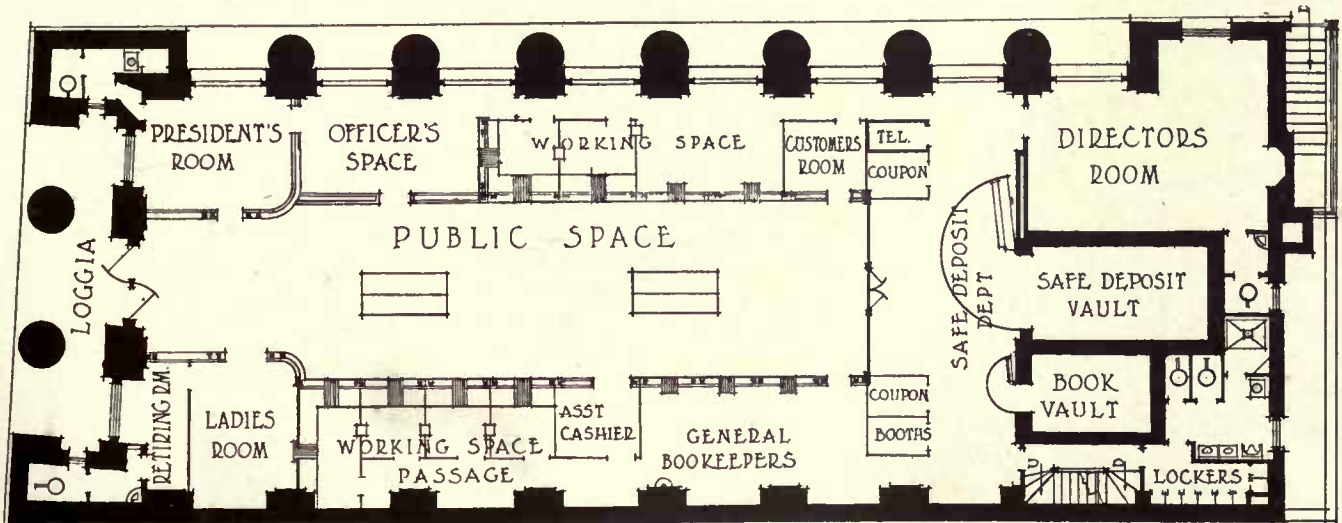 PRESIDENT'S
ROOM
OFFICER'S
SPACE
WORKING SPACE
CUSTOMERS
ROOM
TEL.
COUPON
DIRECTORS
ROOM
LOGGIA
PUBLIC SPACE
SAFE DEPOSIT
DEPT
SAFE DEPOSIT
VAULT
BOOK
VAULT
RETIRING RM.
LADIES
ROOM
WORKING SPACE
PASSAGE
ASST
CASHIER
GENERAL
BOOKEEPERS
COUPON
BOOTHS
U
D
LOCKERS